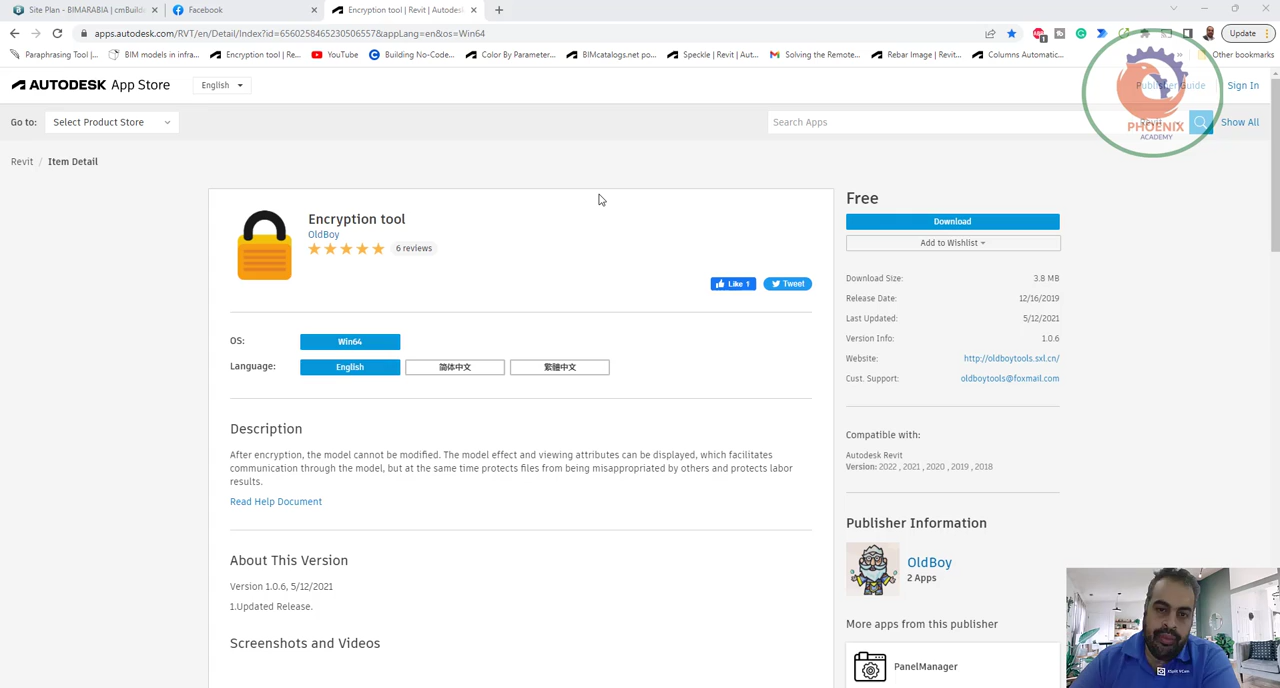 Site Plan - BIMARABIA | cmBuild
Facebook
Encryption tool | Revit | Autodes
apps.autodesk.com/RVT/en/Detail/Index?id=6560258465230506557&appLang=en&os=Win64
Update
Paraphrasing Tool |...
BIM models in infra...
Encryption tool | Re...
YouTube
Building No-Code...
Color By Parameter...
BIMcatalogs.net po...
Speckle | Revit | Aut...
Solving the Remote...
Rebar Image | Revit...
Columns Automatic...
Other bookmarks
AUTODESK App Store
English
Publisher Guide
Sign In
Go to:
Select Product Store
Search Apps
Revit
Show All
PHOENIX
ACADEMY
Revit / Item Detail
Encryption tool
OldBoy
6 reviews
Like 1
Tweet
OS:
Win64
Language:
English
简体中文
繁體中文
Description
After encryption, the model cannot be modified. The model effect and viewing attributes can be displayed, which facilitates
communication through the model, but at the same time protects files from being misappropriated by others and protects labor
results.
Read Help Document
About This Version
Version 1.0.6, 5/12/2021
1.Updated Release.
Screenshots and Videos
Free
Download
Add to Wishlist
Download Size: 3.8 MB
Release Date: 12/16/2019
Last Updated: 5/12/2021
Version Info: 1.0.6
Website: http://oldboytools.sxl.cn/
Cust. Support: oldboytools@foxmail.com
Compatible with:
Autodesk Revit
Version: 2022 , 2021 , 2020 , 2019 , 2018
Publisher Information
OldBoy
2 Apps
More apps from this publisher
PanelManager
XSplit VCam